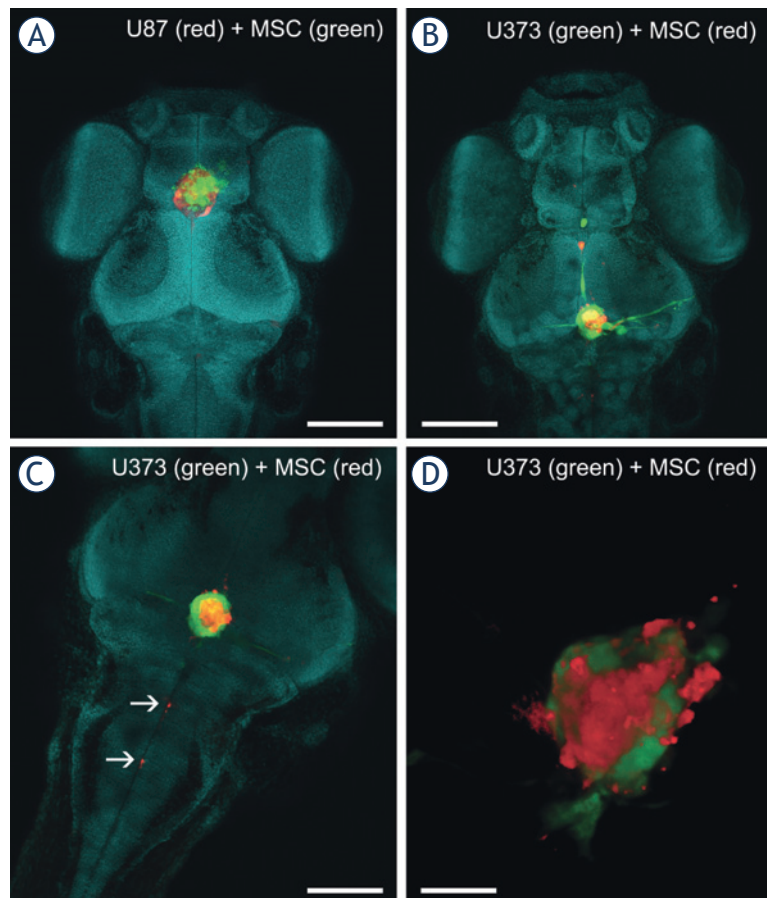 A
U87 (red) + MSC (green)
B
U373 (green) + MSC (red)
C
U373 (green) + MSC (red)
D
U373 (green) + MSC (red)